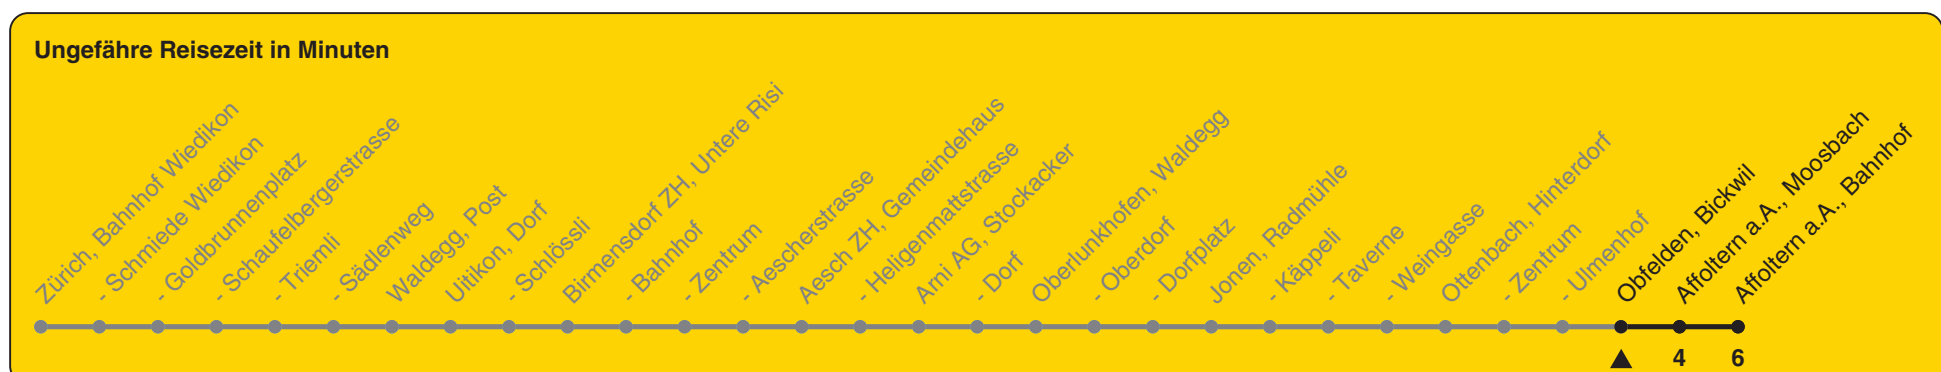 Ungefähre Reisezeit in Minuten
Zürich, Bahnhof Wiedikon
- Schmiede Wiedikon
- Goldbrunnenplatz
- Schaufelbergerstrasse
- Triemli
- Sädlenweg
Waldegg, Post
Uitikon, Dorf
- Schlössli
Birmensdorf ZH, Untere Risi
- Bahnhof
- Zentrum
- Aescherstrasse
Aesch ZH, Gemeindehaus
- Heligenmattstrasse
Arni AG, Stockacker
- Dorf
Oberlunkhofen, Waldegg
- Oberdorf
- Dorfplatz
Jonen, Radmühle
- Käppeli
- Taverne
- Weingasse
Ottenbach, Hinterdorf
- Zentrum
- Ulmenhof
Obfelden, Bickwil
Affoltern a.A., Moosbach
Affoltern a.A., Bahnhof
4 6